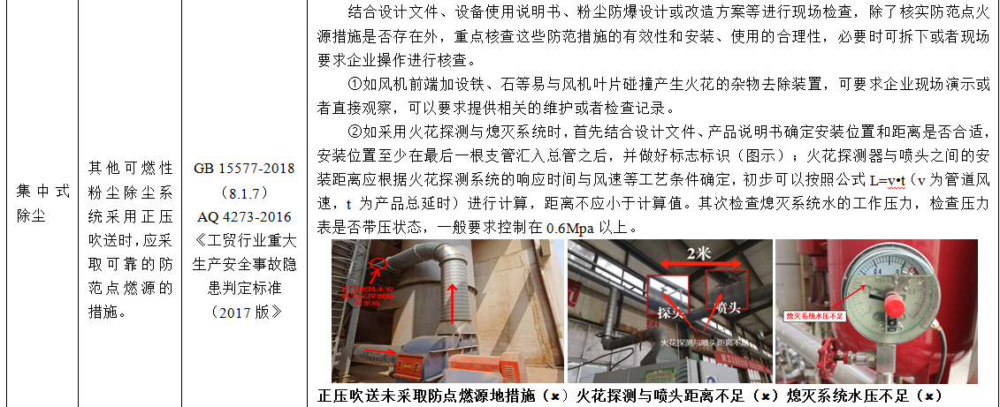 集中式
除尘
其他可燃性
粉尘除尘系
统采用正压
吹送时，应采
取可靠的防
范点燃源的
措施。
GB 15577-2018
（8.1.7）
AQ 4273-2016
《工贸行业重大
生产安全事故隐
患判定标准
（2017 版》
结合设计文件、设备使用说明书、粉尘防爆设计或改造方案等进行现场检查，除了核实防范点火
源措施是否存在外，重点核查这些防范措施的有效性和安装、使用的合理性，必要时可拆下或者现场
要求企业操作进行核查。
①如风机前端加设铁、石等易与风机叶片碰撞产生火花的杂物去除装置，可要求企业现场演示或
者直接观察，可以要求提供相关的维护或者检查记录。
②如采用火花探测与熄灭系统时，首先结合设计文件、产品说明书确定安装位置和距离是否合适，
安装位置至少在最后一根支管汇入总管之后，并做好标志标识（图示）；火花探测器与喷头之间的安
装距离应根据火花探测系统的响应时间与风速等工艺条件确定，初步可以按照公式 L=v•t（v 为管道风
速，t 为产品总延时）进行计算，距离不应小于计算值。其次检查熄灭系统水的工作压力，检查压力
表是否带压状态，一般要求控制在 0.6Mpa 以上。
2米
探头
喷头
火花探测与喷头距离不足
熄灭系统水压不足
正压吹送未采取防点燃源地措施（✖）火花探测与喷头距离不足（✖）熄灭系统水压不足（✖）